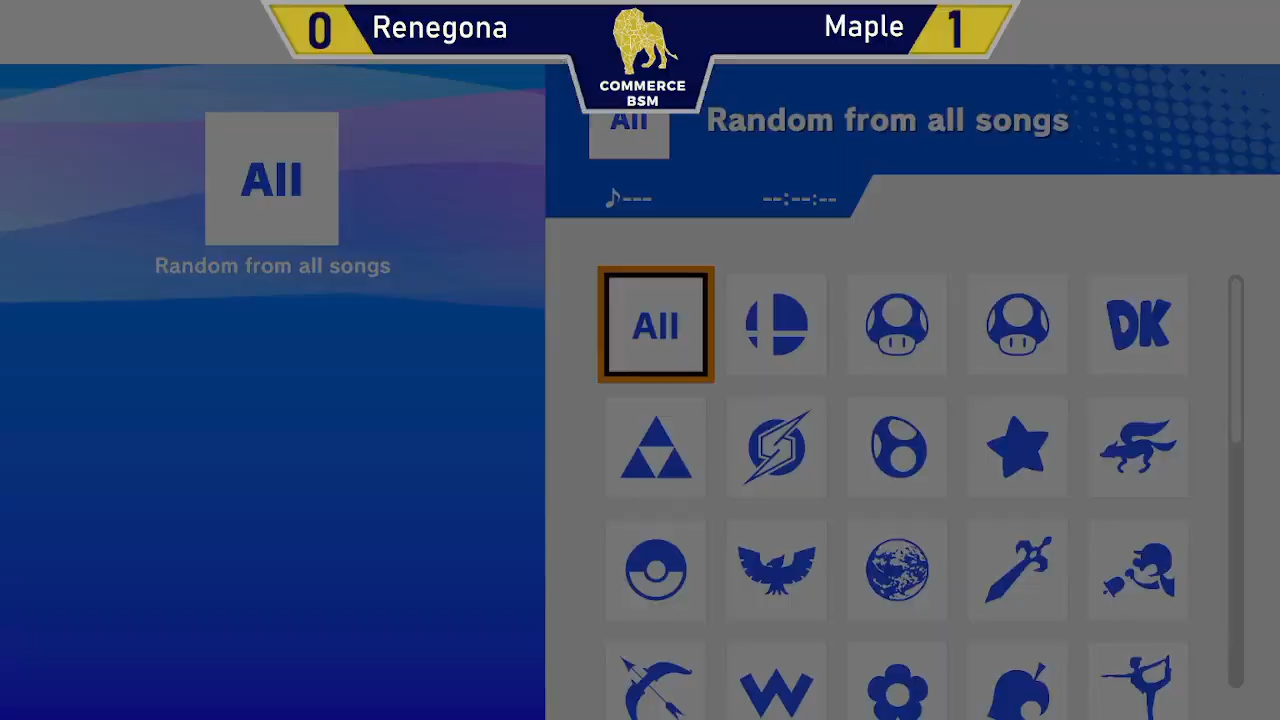 0 Renegona
Maple 1
COMMERCE
BSM
All
Random from all songs
♪---
--:--:--
All
Random from all songs
All
DK
W